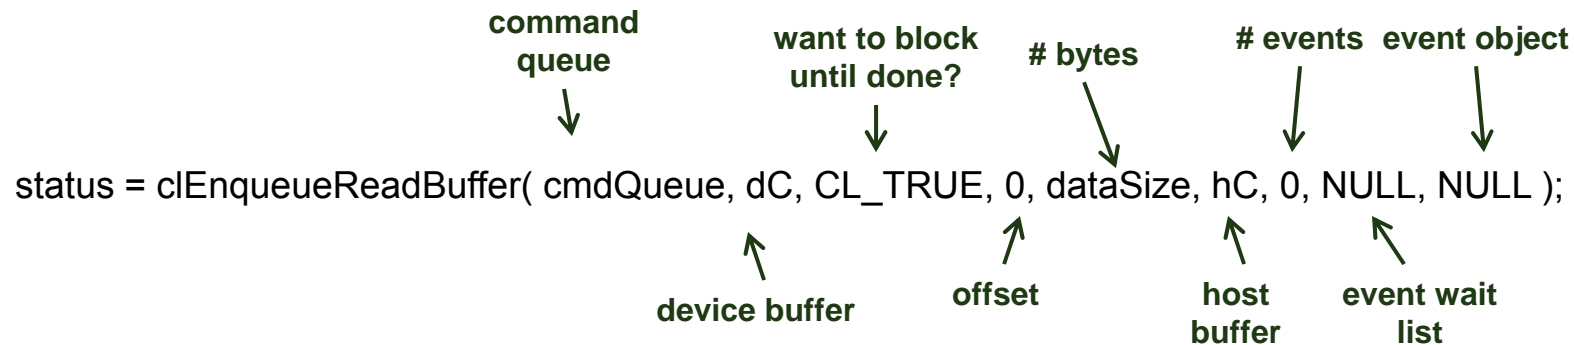 command
queue
want to block
until done?
# bytes
# events
event object
status = clEnqueueReadBuffer( cmdQueue, dC, CL_TRUE, 0, dataSize, hC, 0, NULL, NULL );
device buffer
offset
host
buffer
event wait
list